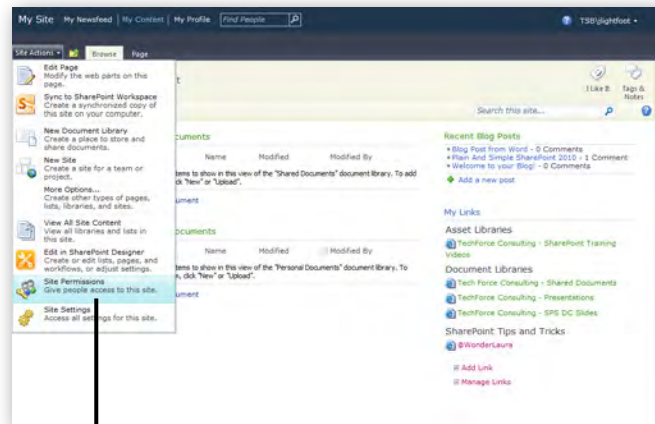 My Site My Newsfeed | My Content | My Profile Find People
TSB\jlightfoot
Site Actions Browse Page
Edit Page
Modify the web parts on this
page.
Sync to SharePoint Workspace
Create a synchronized copy of
this site on your computer.
New Document Library
Create a place to store and
share documents.
New Site
Create a site for a team or
project.
More Options...
Create other types of pages,
lists, libraries, and sites.
View All Site Content
View all libraries and lists in
this site.
Edit in SharePoint Designer
Create or edit lists, pages, and
workflows, or adjust settings.
Site Permissions
Give people access to this site.
Site Settings
Access all settings for this site.
t
I Like It
Tags &
Notes
Search this site...
cuments
Name Modified Modified By
tems to show in this view of the "Shared Documents" document library. To add
ick "New" or "Upload".
ument
ocuments
Name Modified Modified By
tems to show in this view of the "Personal Documents" document library. To
, click "New" or "Upload".
ument
Recent Blog Posts
Blog Post from Word - 0 Comments
Plain And Simple SharePoint 2010 - 1 Comment
Welcome to your Blog! - 0 Comments
Add a new post
My Links
Asset Libraries
TechForce Consulting - SharePoint Training
Videos
Document Libraries
Tech Force Consulting - Shared Documents
TechForce Consulting - Presentations
TechForce Consulting - SPS DC Slides
SharePoint Tips and Tricks
@WonderLaura
Add Link
Manage Links